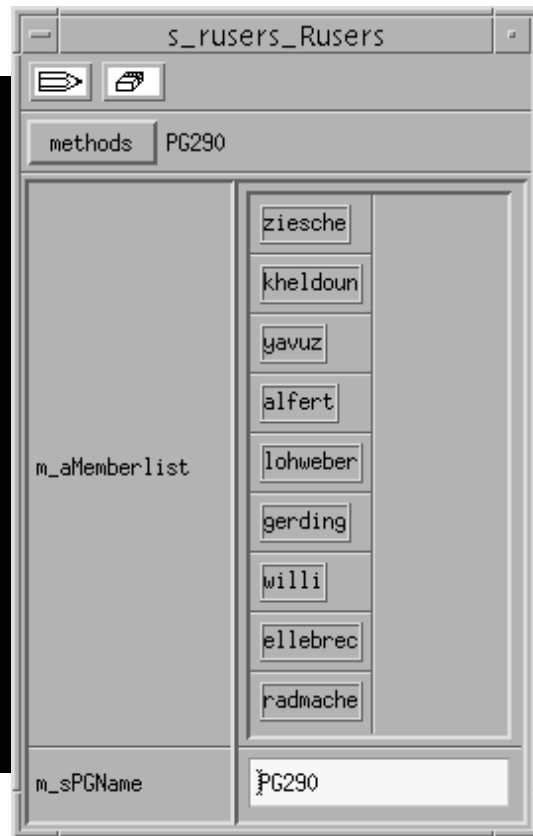 s_rusers_Rusers
methods PG290
m_aMemberlist
ziesche
kheldoun
yavuz
alfert
lohweber
gerding
willi
ellebrec
radmache
m_sPGName PG290